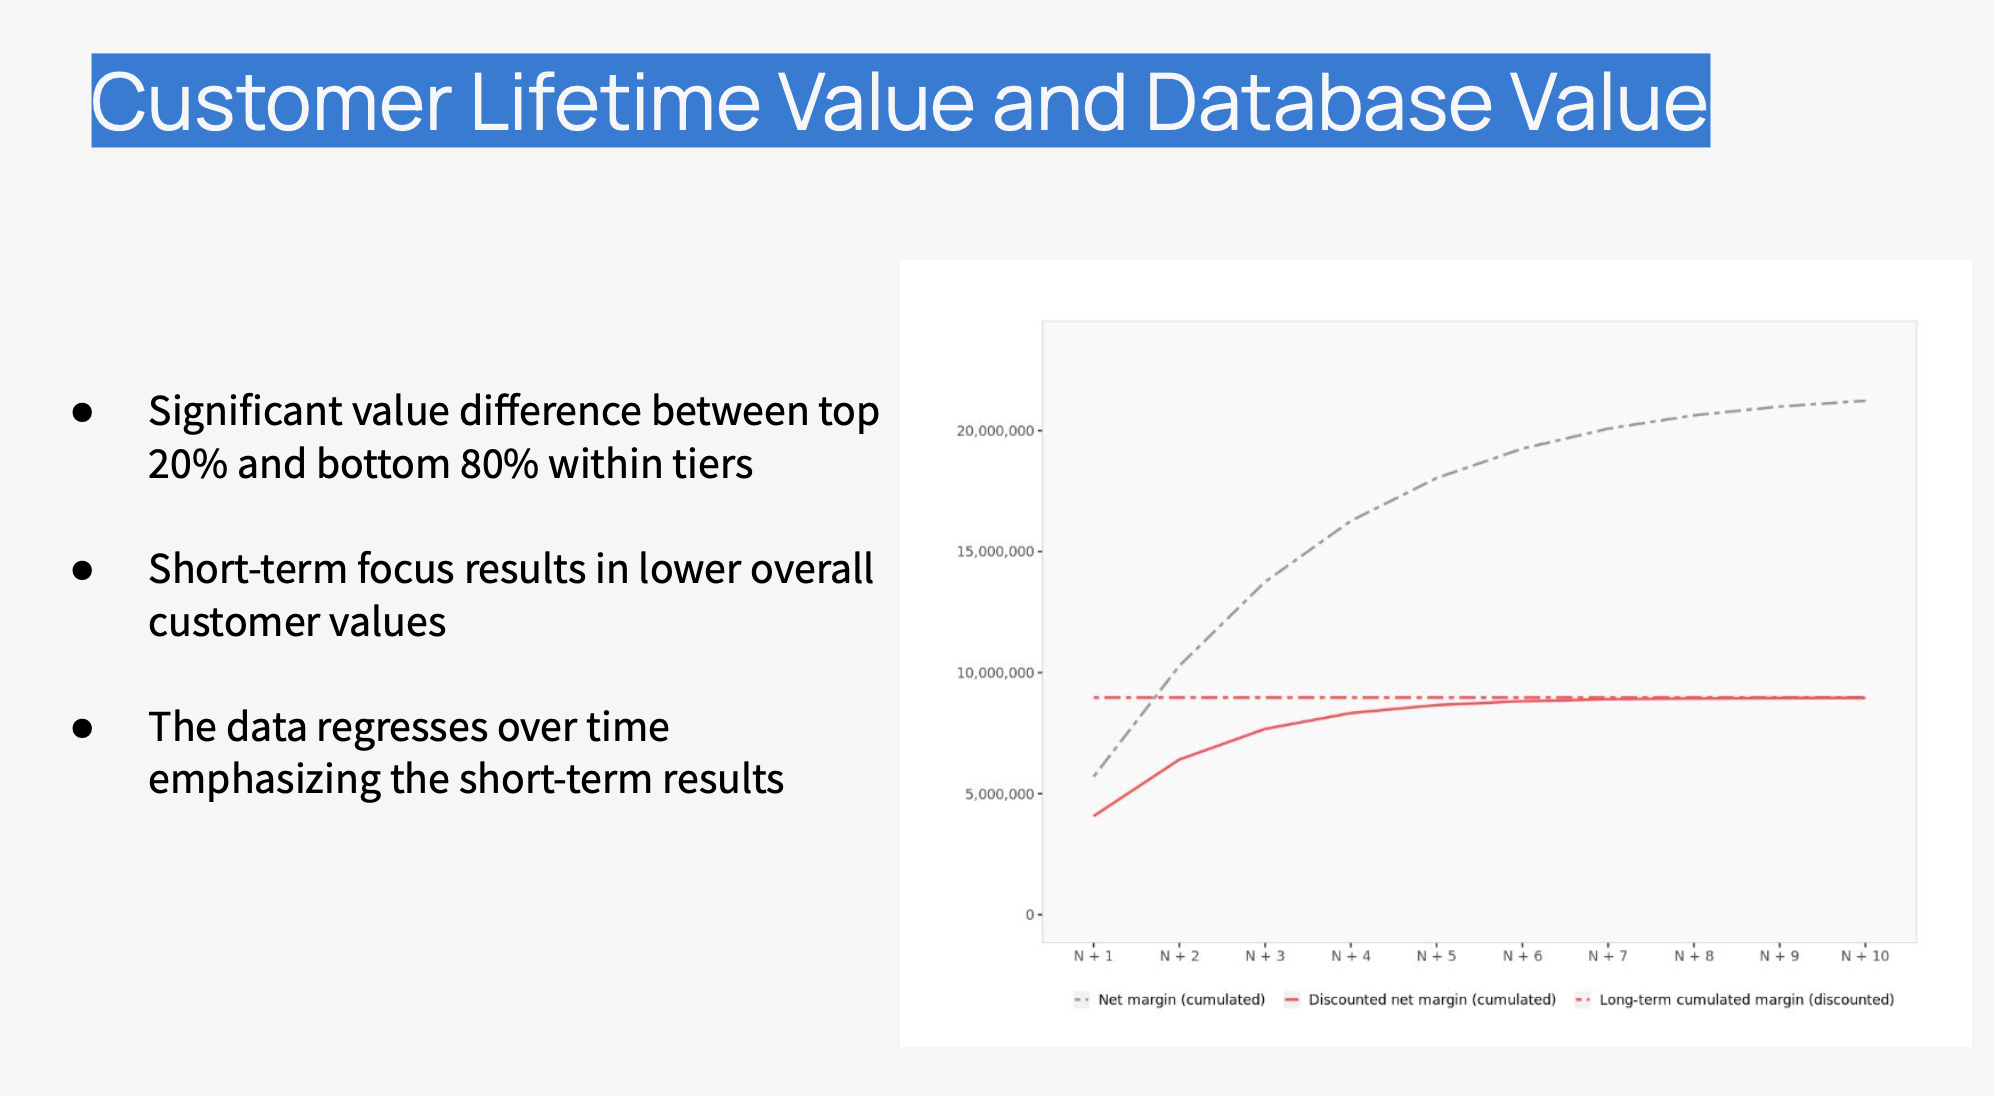 Customer Lifetime Value and Database Value
● Significant value difference between top
20% and bottom 80% within tiers
● Short-term focus results in lower overall
customer values
● The data regresses over time
emphasizing the short-term results
20,000,000
15,000,000
10,000,000
5,000,000
0
N + 1 N + 2 N + 3 N + 4 N + 5 N + 6 N + 7 N + 8 N + 9 N + 10
Net margin (cumulated) Discounted net margin (cumulated) Long-term cumulated margin (discounted)